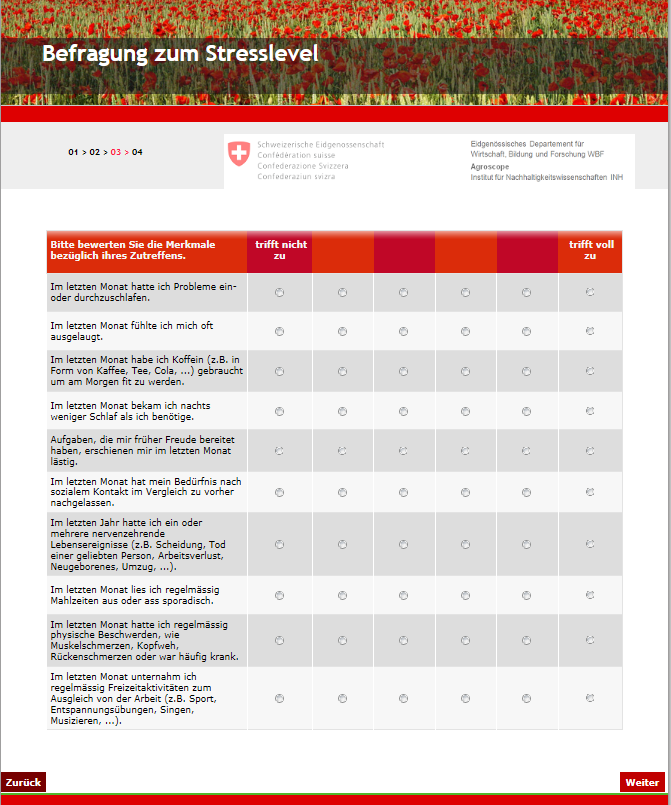 Befragung zum Stresslevel
01 > 02 > 03 > 04
Schweizerische Eidgenossenschaft
Confédération suisse
Confederazione Svizzera
Confederaziun svizra
Eidgenössisches Departement für
Wirtschaft, Bildung und Forschung WBF
Agroscope
Institut für Nachhaltigkeitswissenschaften INH
Bitte bewerten Sie die Merkmale
bezüglich ihres Zutreffens.
trifft nicht
zu
trifft voll
zu
Im letzten Monat hatte ich Probleme ein-
oder durchzuschlafen.
Im letzten Monat fühlte ich mich oft
ausgelaugt.
Im letzten Monat habe ich Koffein (z.B. in
Form von Kaffee, Tee, Cola, ...) gebraucht
um am Morgen fit zu werden.
Im letzten Monat bekam ich nachts
weniger Schlaf als ich benötige.
Aufgaben, die mir früher Freude bereitet
haben, erschienen mir im letzten Monat
lästig.
Im letzten Monat hat mein Bedürfnis nach
sozialem Kontakt im Vergleich zu vorher
nachgelassen.
Im letzten Jahr hatte ich ein oder
mehrere nervenzehrende
Lebensereignisse (z.B. Scheidung, Tod
einer geliebten Person, Arbeitsverlust,
Neugeborenes, Umzug, ...).
Im letzten Monat lies ich regelmässig
Mahlzeiten aus oder ass sporadisch.
Im letzten Monat hatte ich regelmässig
physische Beschwerden, wie
Muskelschmerzen, Kopfweh,
Rückenschmerzen oder war häufig krank.
Im letzten Monat unternahm ich
regelmässig Freizeitaktivitäten zum
Ausgleich von der Arbeit (z.B. Sport,
Entspannungsübungen, Singen,
Musizieren, ...).
Zurück
Weiter